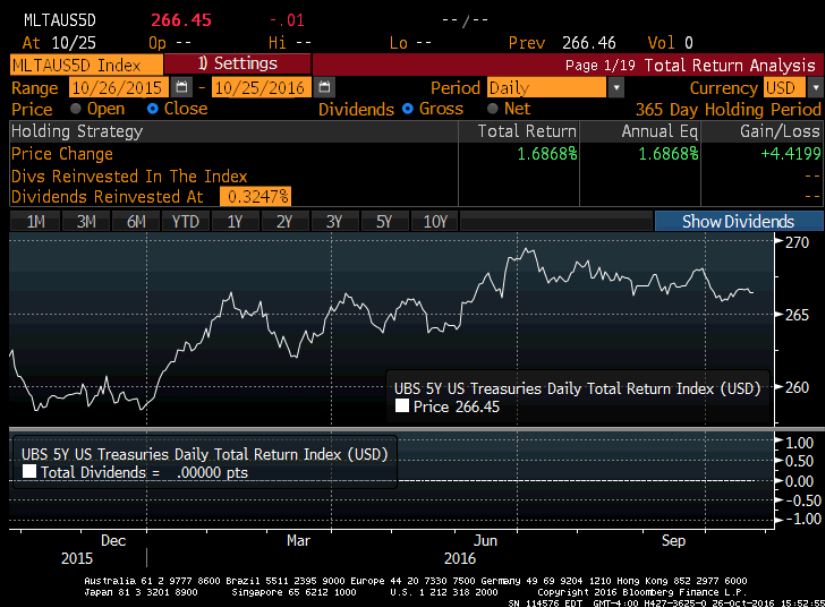 MLTAUS5D 266.45 -.01 -- /--
At 10/25 Op -- Hi -- Lo -- Prev 266.46 Vol 0
MLTAUS5D Index 1) Settings Page 1/19 Total Return Analysis
Range 10/26/2015 - 10/25/2016 Period Daily Currency USD
Price Open Close Dividends Gross Net 365 Day Holding Period
Holding Strategy Total Return Annual Eq Gain/Loss
Price Change 1.6868% 1.6868% +4.4199
Divs Reinvested In The Index --
Dividends Reinvested At 0.3247% --
1M 3M 6M YTD 1Y 2Y 3Y 5Y 10Y Show Dividends
270
265
260
UBS 5Y US Treasuries Daily Total Return Index (USD)
Price 266.45
1.00
UBS 5Y US Treasuries Daily Total Return Index (USD)
0.50
Total Dividends = .00000 pts
0.00
-0.50
-1.00
Dec Mar Jun Sep
2015 2016
Australia 61 2 9777 8600 Brazil 5511 2395 9000 Europe 44 20 7330 7500 Germany 49 69 9204 1210 Hong Kong 852 2977 6000
Japan 81 3 3201 8900 Singapore 65 6212 1000 U.S. 1 212 318 2000 Copyright 2016 Bloomberg Finance L.P.
SN 114576 EDT GMT-4:00 H427-3625-0 26-Oct-2016 15:52:55